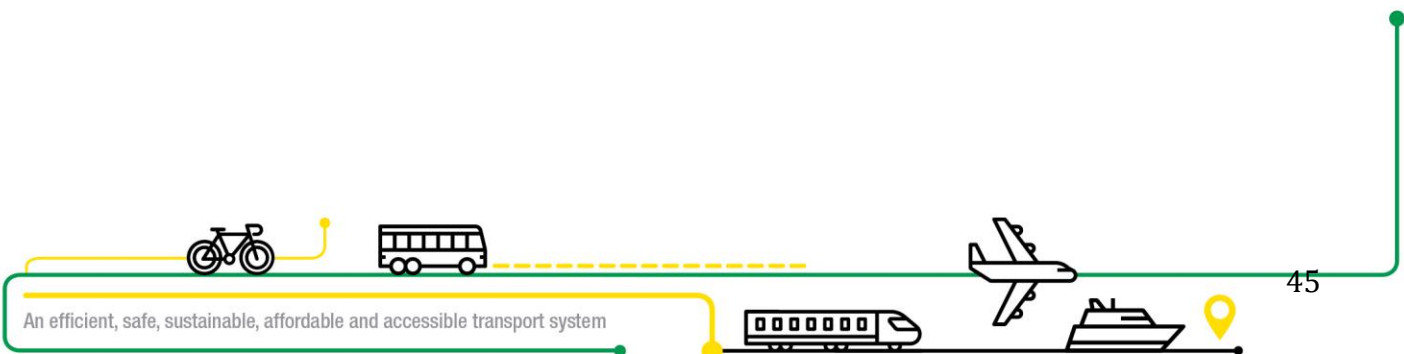 45
An efficient, safe, sustainable, affordable and accessible transport system